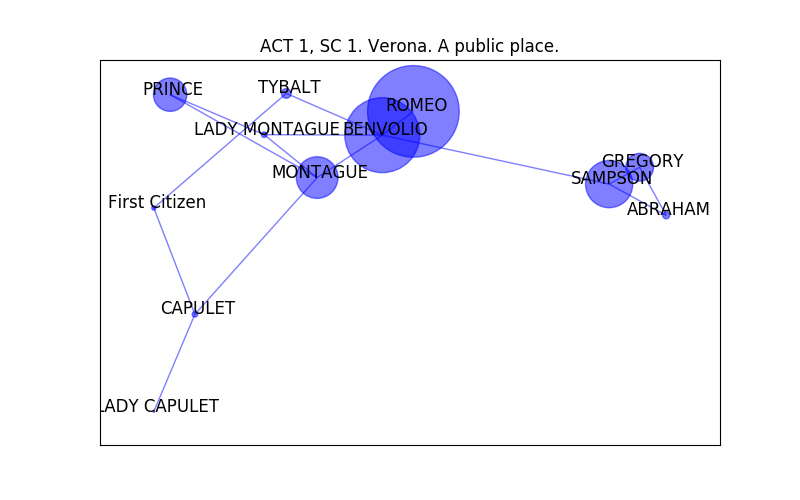 ACT 1, SC 1. Verona. A public place.
PRINCE
TYBALT
ROMEO
LADY MONTAGUE
BENVOLIO
GREGORY
MONTAGUE
SAMPSON
First Citizen
ABRAHAM
CAPULET
LADY CAPULET